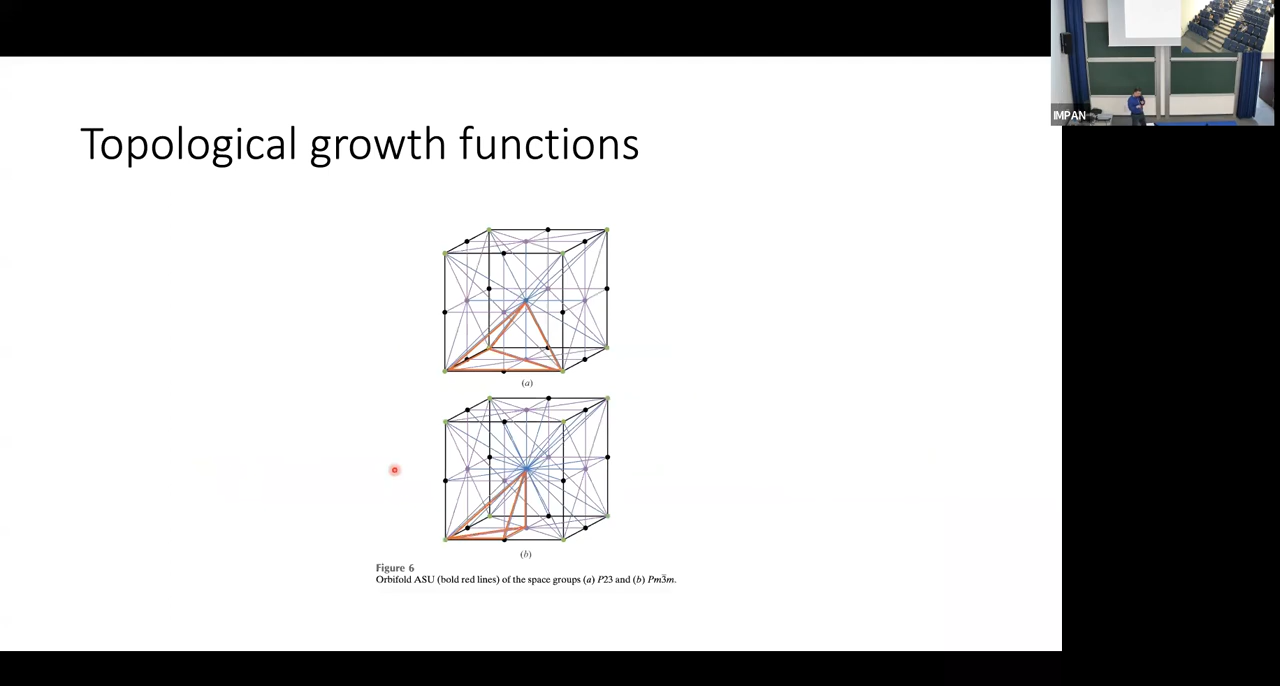 Topological growth functions
IMPAN
(a)
(b)
Figure 6
Orbifold ASU (bold red lines) of the space groups (a) P23 and (b) Pm3̄m.